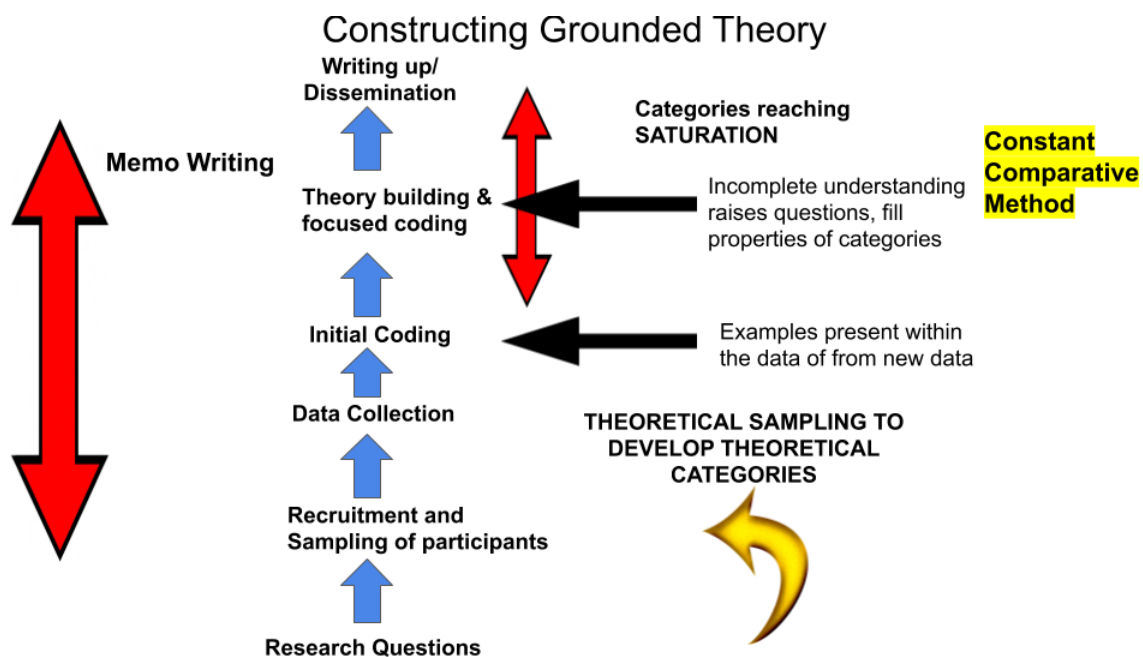 Constructing Grounded Theory
Writing up/
Dissemination
Categories reaching
SATURATION
Constant
Comparative
Method
Memo Writing
Theory building &
focused coding
Incomplete understanding
raises questions, fill
properties of categories
Initial Coding
Examples present within
the data of from new data
Data Collection
THEORETICAL SAMPLING TO
DEVELOP THEORETICAL
CATEGORIES
Recruitment and
Sampling of participants
Research Questions